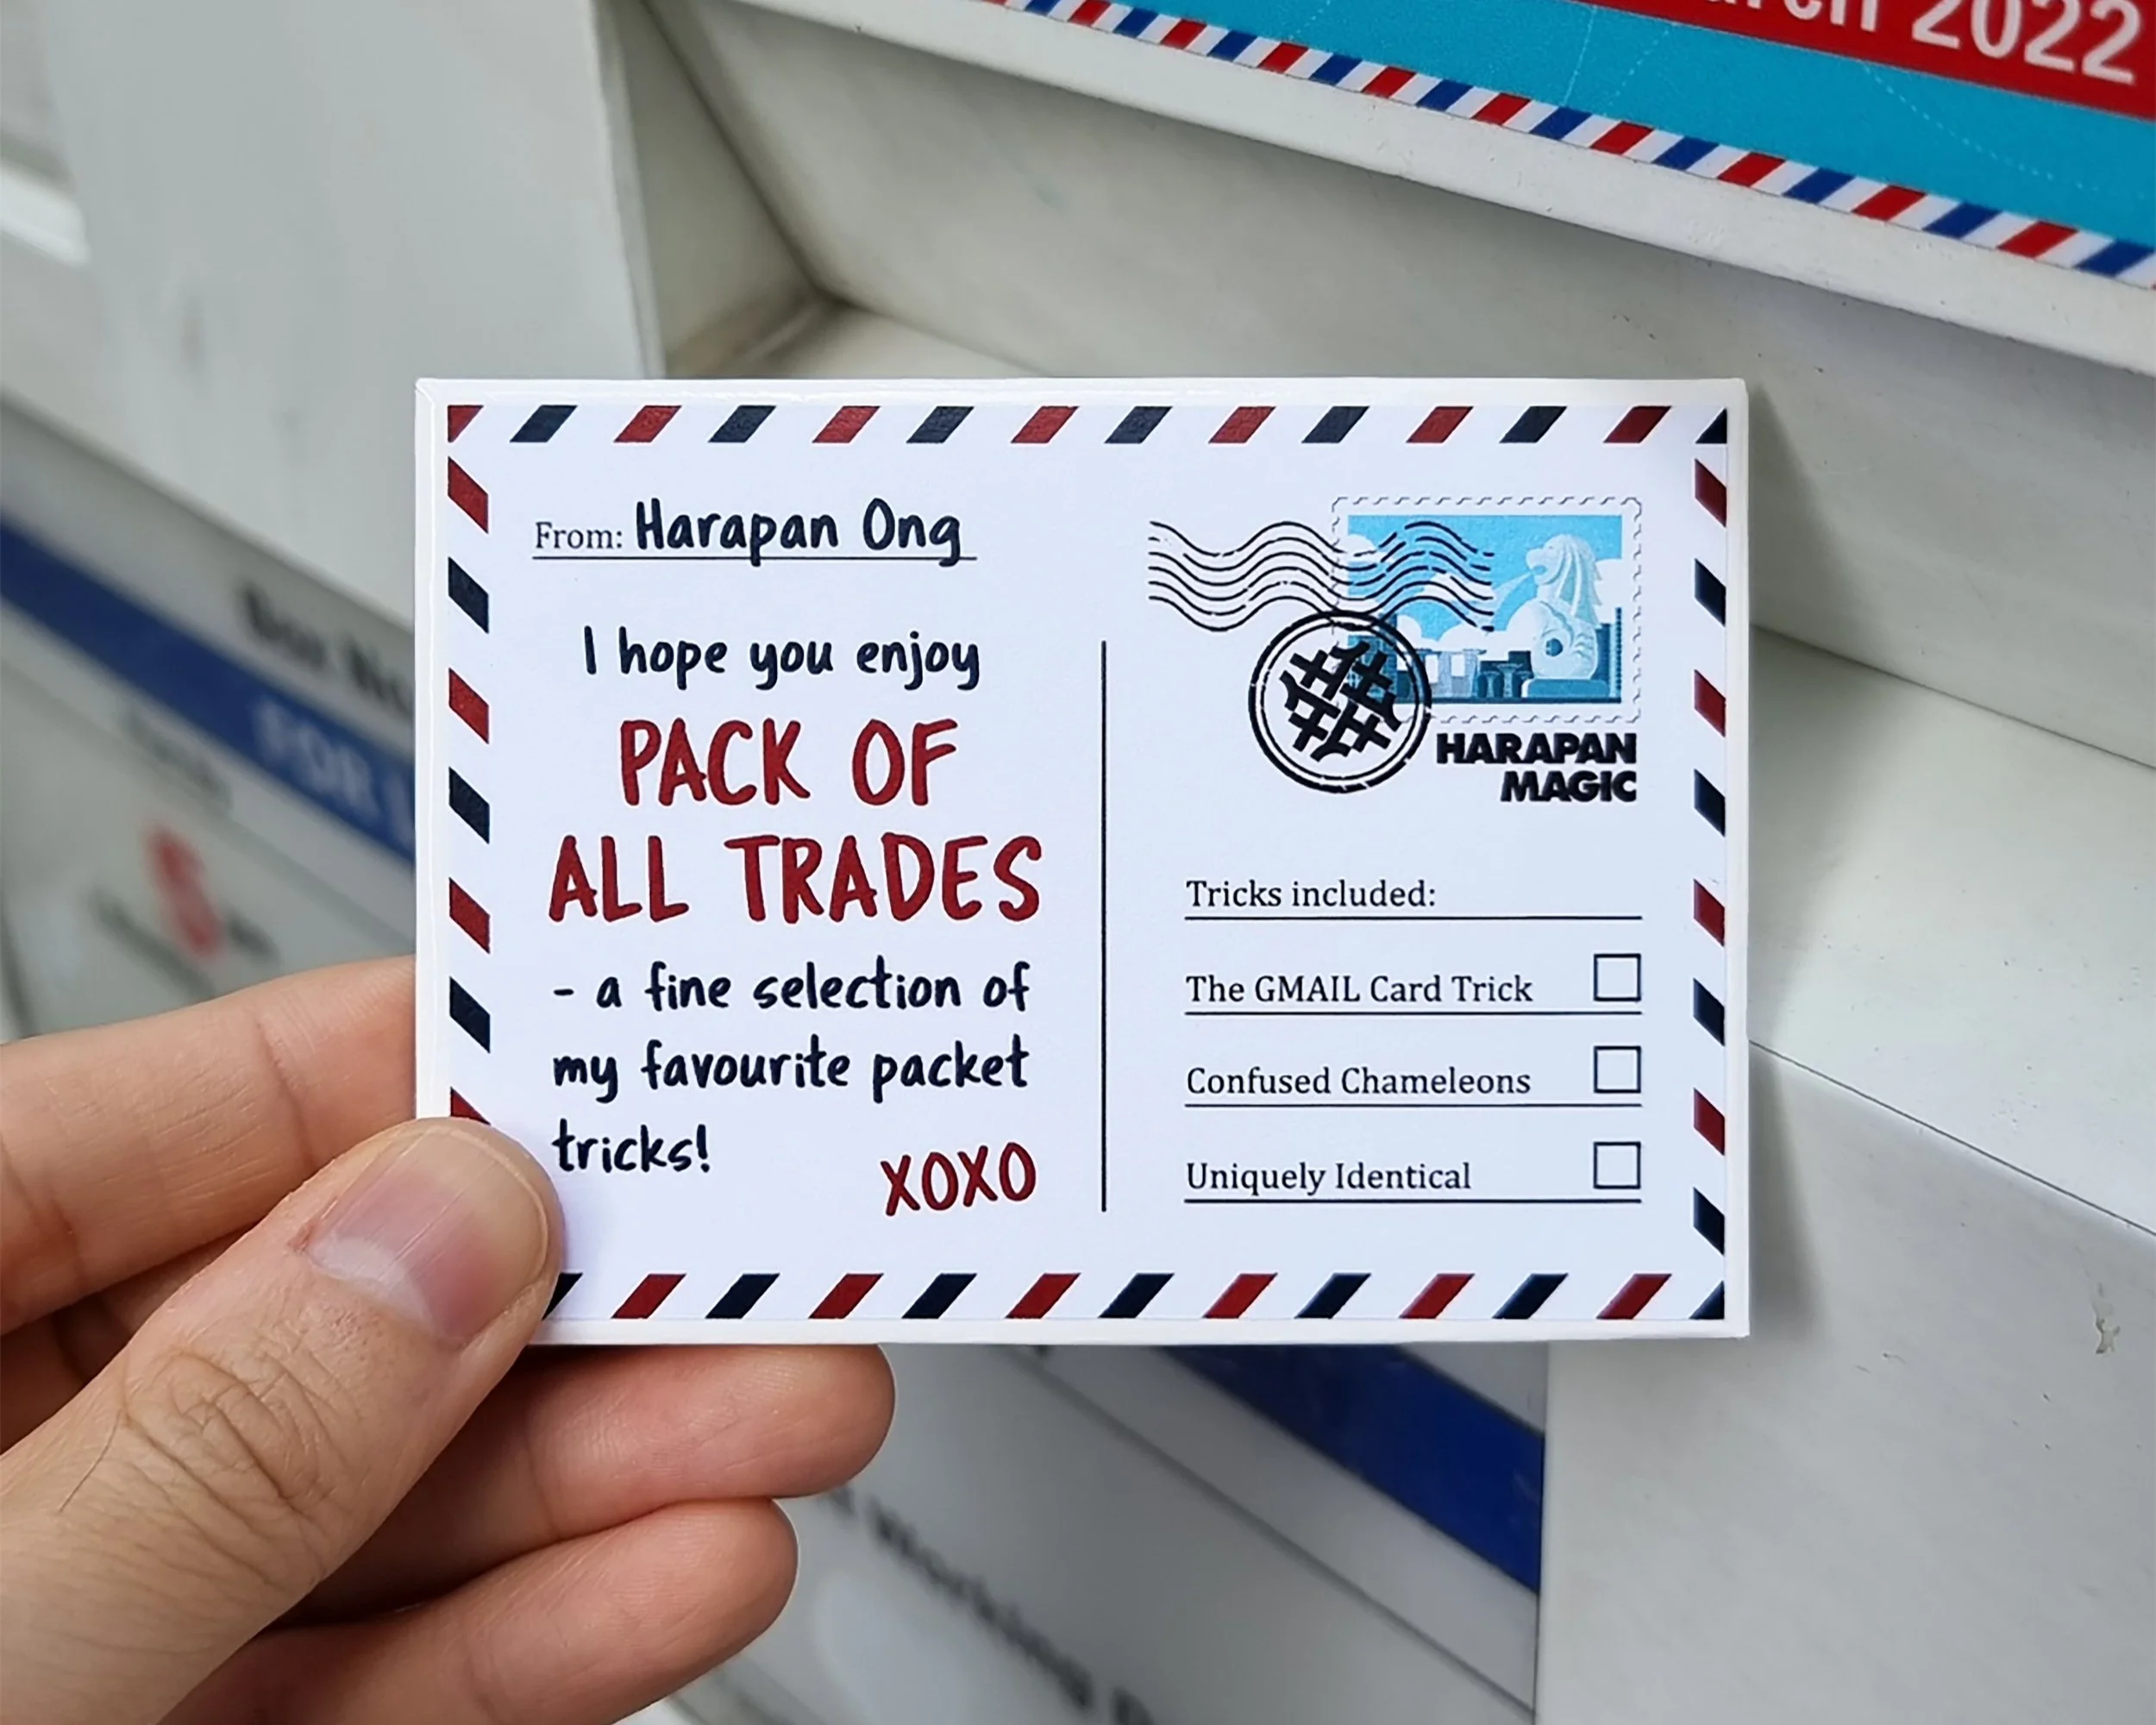 2022
From: Harapan Ong
I hope you enjoy
PACK OF
ALL TRADES
- a fine selection of
my favourite packet
tricks!
XOXO
HARAPAN
MAGIC
Tricks included:
The GMAIL Card Trick
Confused Chameleons
Uniquely Identical
FOR